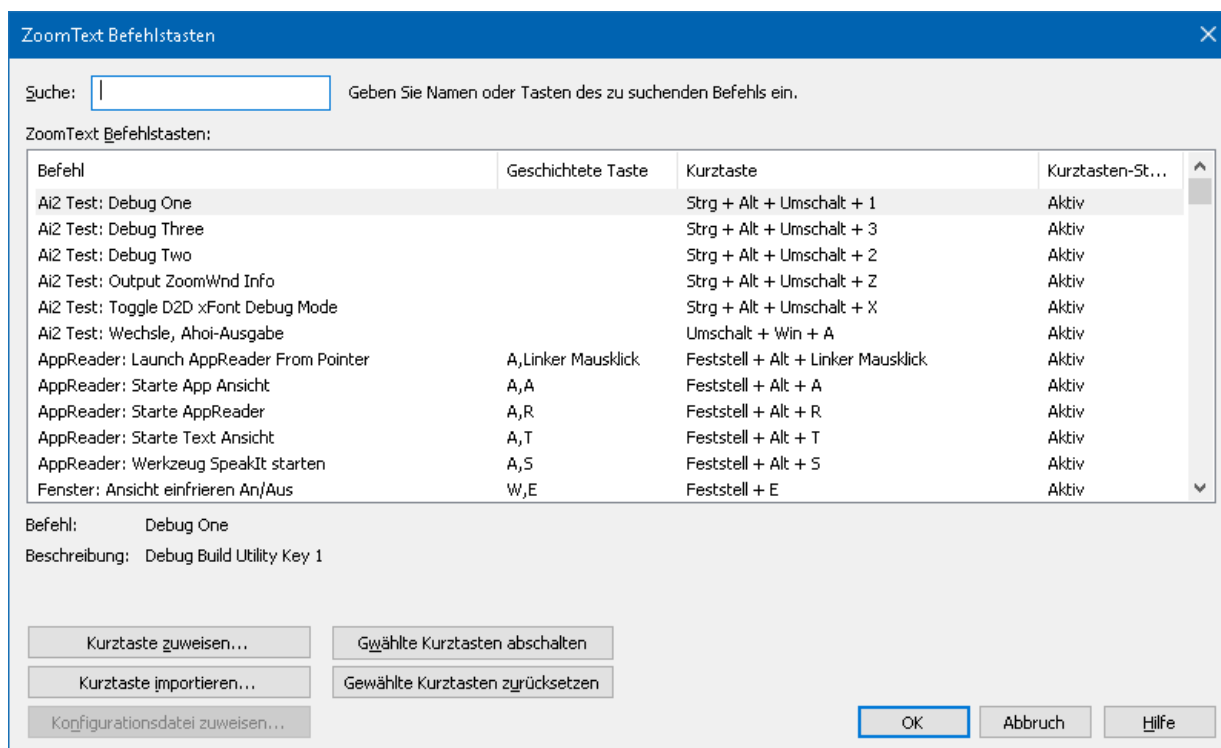 ZoomText Befehlstasten
Suche: Geben Sie Namen oder Tasten des zu suchenden Befehls ein.
ZoomText Befehlstasten:
Befehl Geschichtete Taste Kurztaste Kurztasten-St...
Ai2 Test: Debug One Strg + Alt + Umschalt + 1 Aktiv
Ai2 Test: Debug Three Strg + Alt + Umschalt + 3 Aktiv
Ai2 Test: Debug Two Strg + Alt + Umschalt + 2 Aktiv
Ai2 Test: Output ZoomWnd Info Strg + Alt + Umschalt + Z Aktiv
Ai2 Test: Toggle D2D xFont Debug Mode Strg + Alt + Umschalt + X Aktiv
Ai2 Test: Wechsle, Ahoi-Ausgabe Umschalt + Win + A Aktiv
AppReader: Launch AppReader From Pointer A,Linker Mausklick Feststell + Alt + Linker Mausklick Aktiv
AppReader: Starte App Ansicht A,A Feststell + Alt + A Aktiv
AppReader: Starte AppReader A,R Feststell + Alt + R Aktiv
AppReader: Starte Text Ansicht A,T Feststell + Alt + T Aktiv
AppReader: Werkzeug SpeakIt starten A,S Feststell + Alt + S Aktiv
Fenster: Ansicht einfrieren An/Aus W,E Feststell + E Aktiv
Befehl: Debug One
Beschreibung: Debug Build Utility Key 1
Kurztaste zuweisen... Gwählte Kurztasten abschalten
Kurztaste importieren... Gewählte Kurztasten zurücksetzen
Konfigurationsdatei zuweisen... OK Abbruch Hilfe